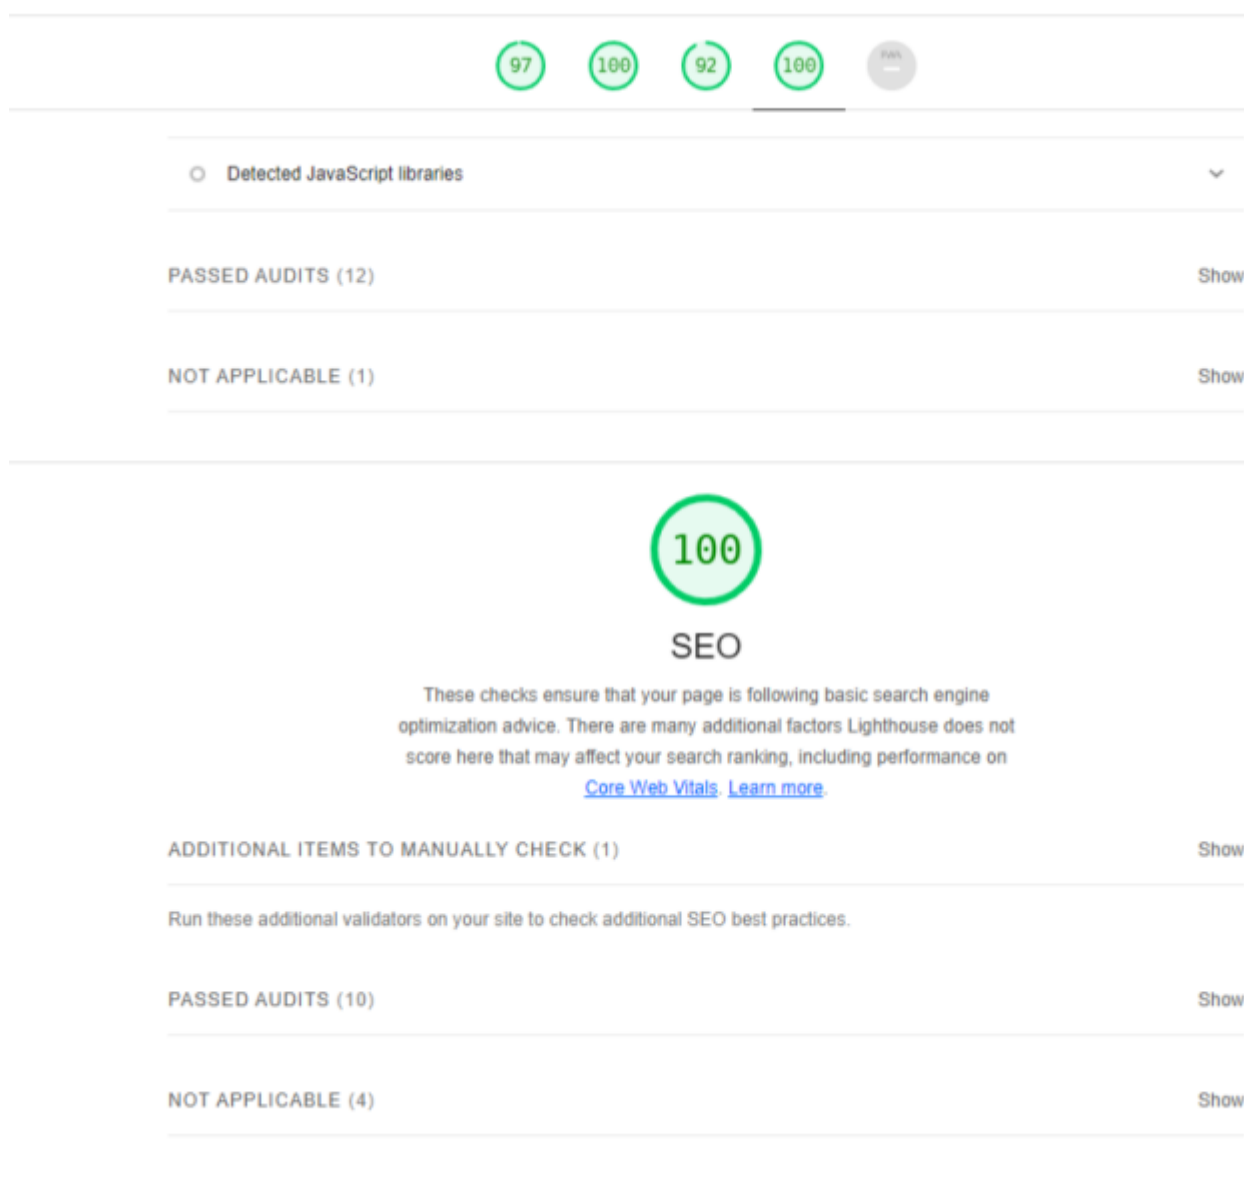 97 100 92 100 PWA
Detected JavaScript libraries
PASSED AUDITS (12) Show
NOT APPLICABLE (1) Show
100
SEO
These checks ensure that your page is following basic search engine
optimization advice. There are many additional factors Lighthouse does not
score here that may affect your search ranking, including performance on
Core Web Vitals. Learn more.
ADDITIONAL ITEMS TO MANUALLY CHECK (1) Show
Run these additional validators on your site to check additional SEO best practices.
PASSED AUDITS (10) Show
NOT APPLICABLE (4) Show